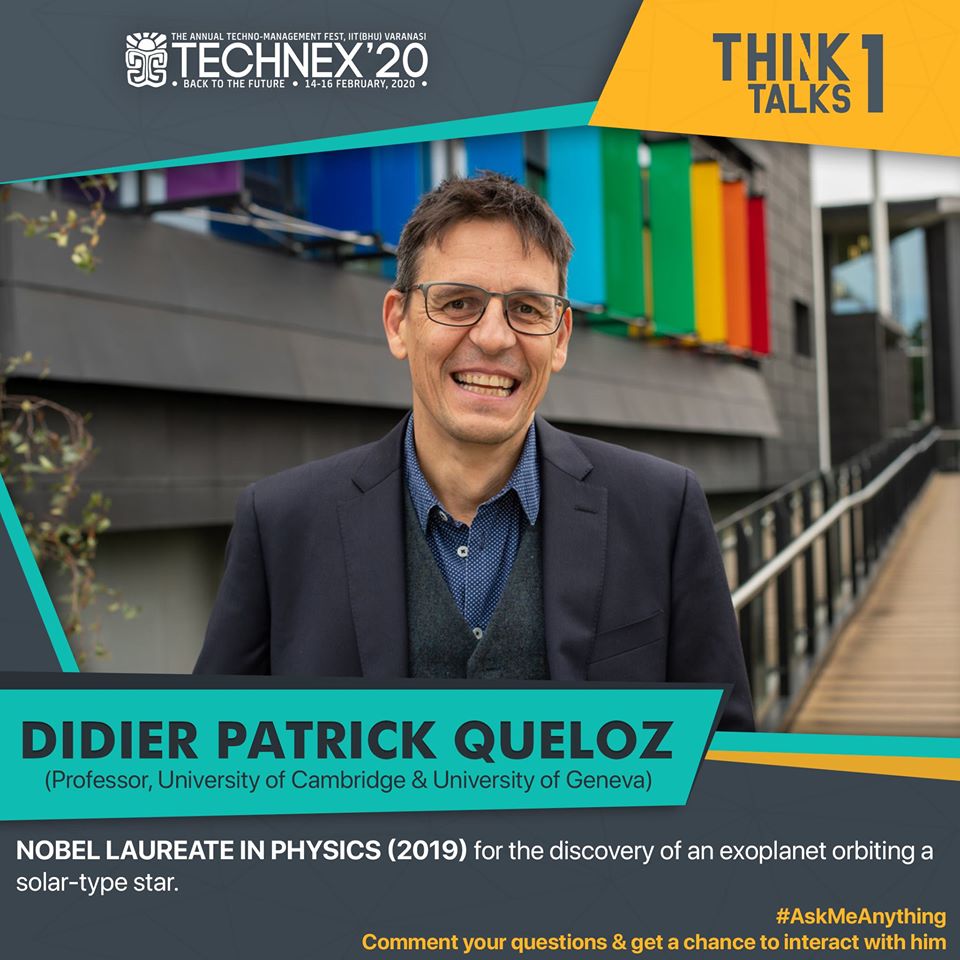 THE ANNUAL TECHNO-MANAGEMENT FEST, IIT(BHU) VARANASI
TECHNEX'20
• BACK TO THE FUTURE • 14-16 FEBRUARY, 2020 •
THINK
TALKS 1
DIDIER PATRICK QUELOZ
(Professor, University of Cambridge & University of Geneva)
NOBEL LAUREATE IN PHYSICS (2019) for the discovery of an exoplanet orbiting a
solar-type star.
#AskMeAnything
Comment your questions & get a chance to interact with him